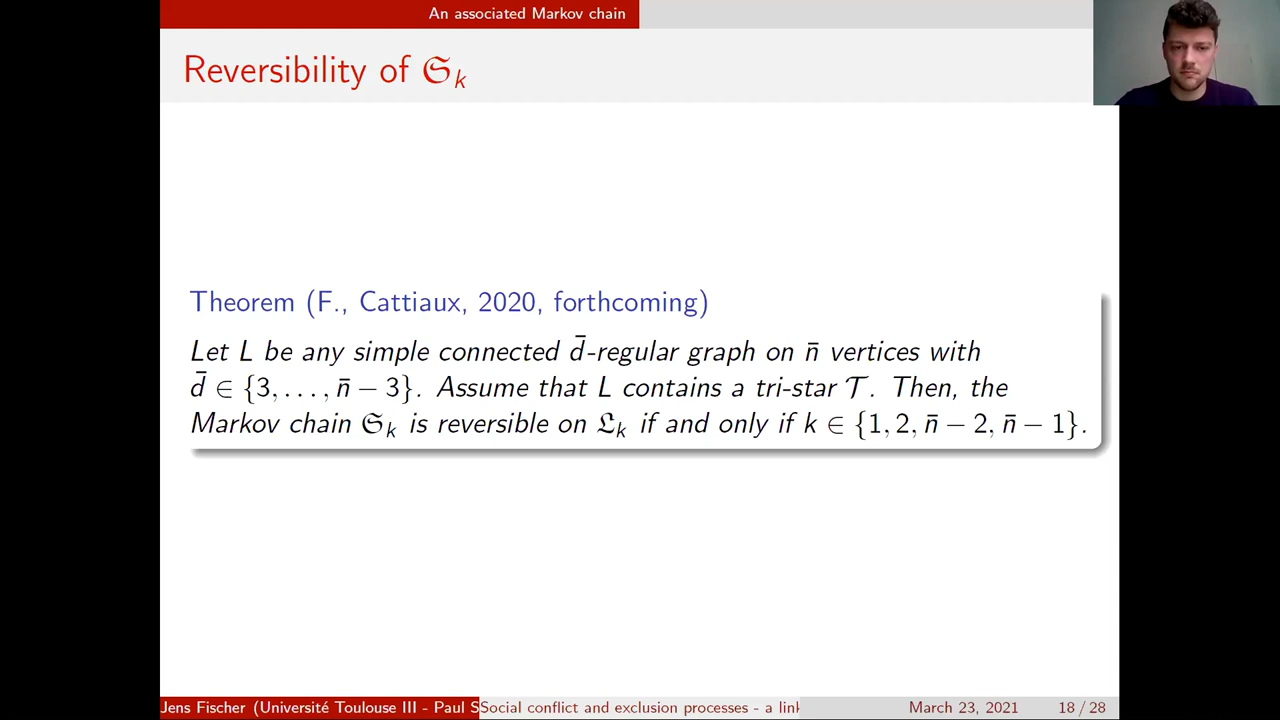 An associated Markov chain
Reversibility of 𝔖ₖ
Theorem (F., Cattiaux, 2020, forthcoming)
Let L be any simple connected d̄-regular graph on n̄ vertices with
d̄ ∈ {3, . . . , n̄ − 3}. Assume that L contains a tri-star 𝒯. Then, the
Markov chain 𝔖ₖ is reversible on 𝔏ₖ if and only if k ∈ {1, 2, n̄ − 2, n̄ − 1}.
Jens Fischer (Université Toulouse III - Paul S
Social conflict and exclusion processes - a link
March 23, 2021
18 / 28